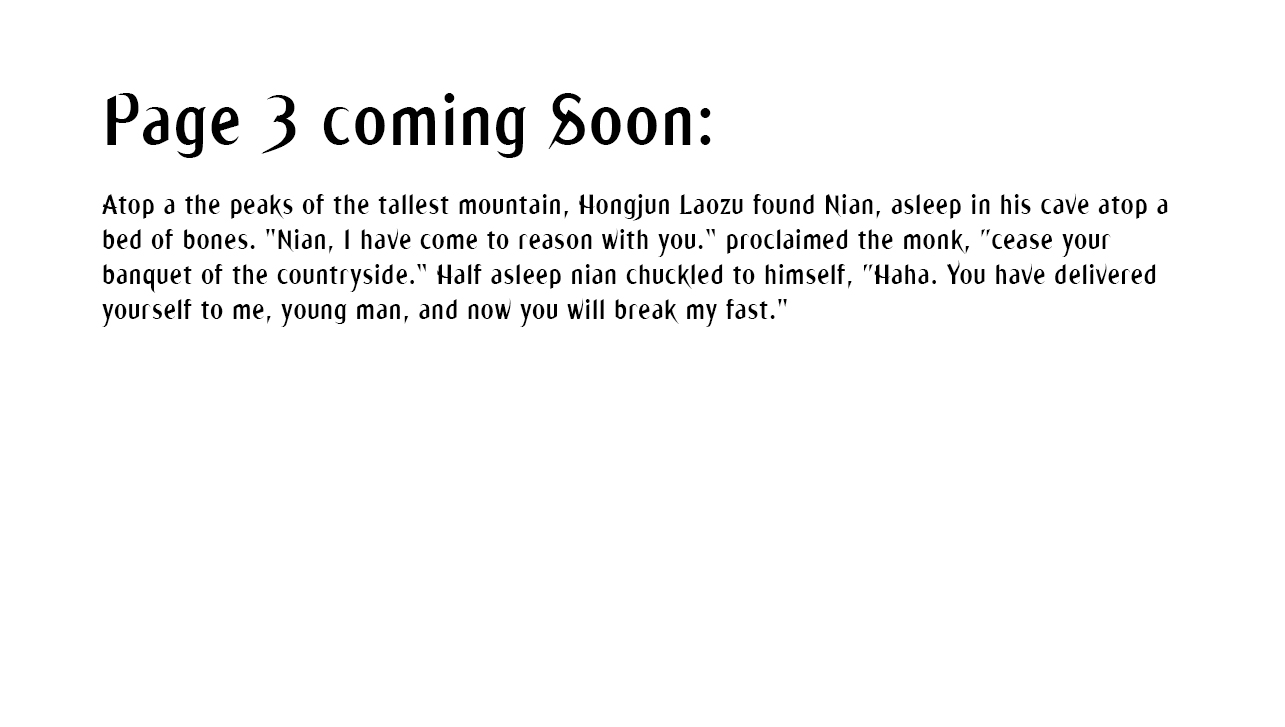 Page 3 coming Soon:
Atop a the peaks of the tallest mountain, Hongjun Laozu found Nian, asleep in his cave atop a
bed of bones. "Nian, I have come to reason with you." proclaimed the monk, "cease your
banquet of the countryside." Half asleep nian chuckled to himself, "Haha. You have delivered
yourself to me, young man, and now you will break my fast."